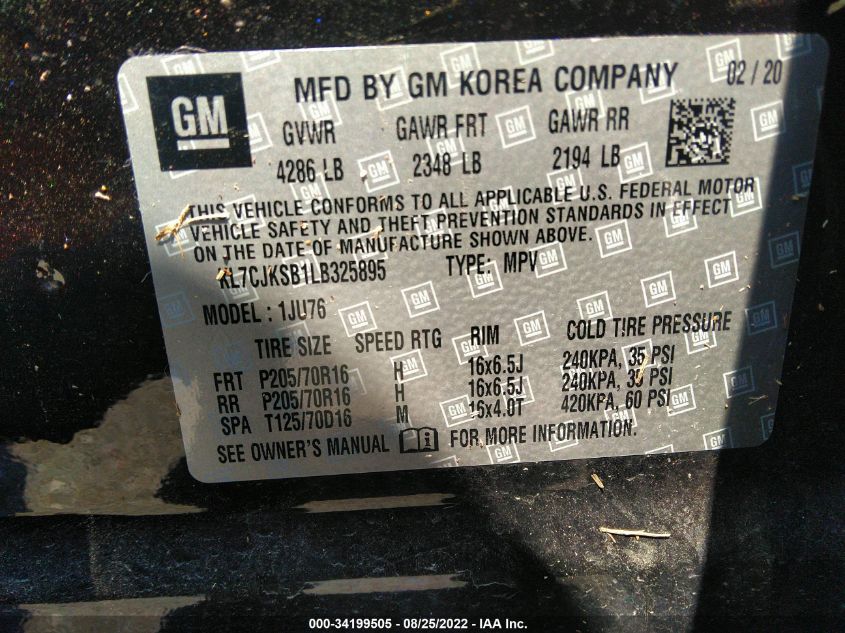 GM
MFD BY GM KOREA COMPANY 02 / 20
GVWR GAWR FRT GAWR RR
4286 LB 2348 LB 2194 LB
THIS VEHICLE CONFORMS TO ALL APPLICABLE U.S. FEDERAL MOTOR
VEHICLE SAFETY AND THEFT PREVENTION STANDARDS IN EFFECT
ON THE DATE OF MANUFACTURE SHOWN ABOVE.
KL7CJKSB1LB325895 TYPE: MPV
MODEL : 1JU76
TIRE SIZE SPEED RTG RIM COLD TIRE PRESSURE
FRT P205/70R16 H 16x6.5J 240KPA, 35 PSI
RR P205/70R16 H 16x6.5J 240KPA, 35 PSI
SPA T125/70D16 M 16x4.0T 420KPA, 60 PSI
SEE OWNER'S MANUAL FOR MORE INFORMATION.
000-34199505 - 08/25/2022 - IAA Inc.